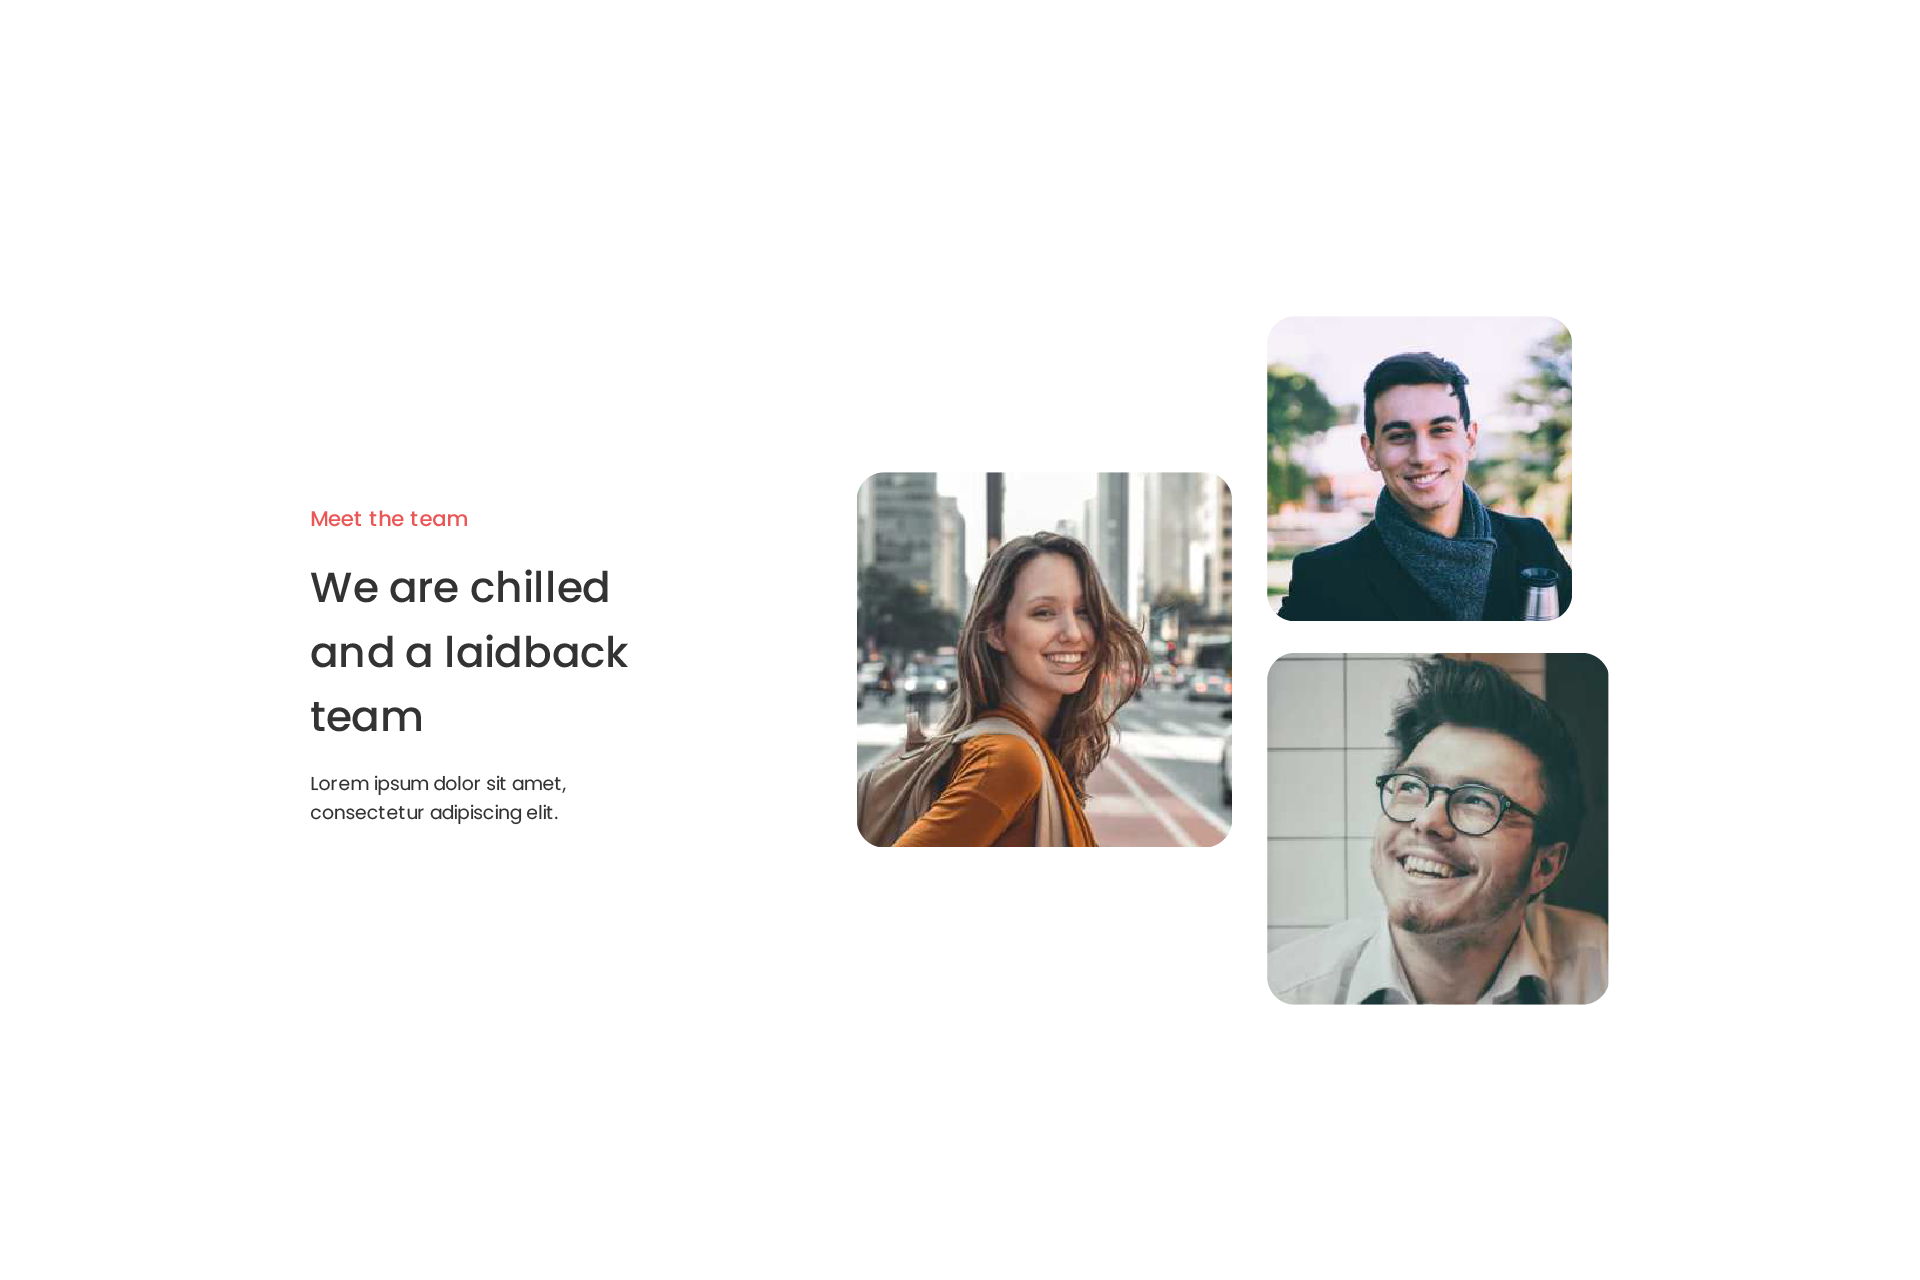 Meet the team
We are chilled
and a laidback
team
Lorem ipsum dolor sit amet,
consectetur adipiscing elit.